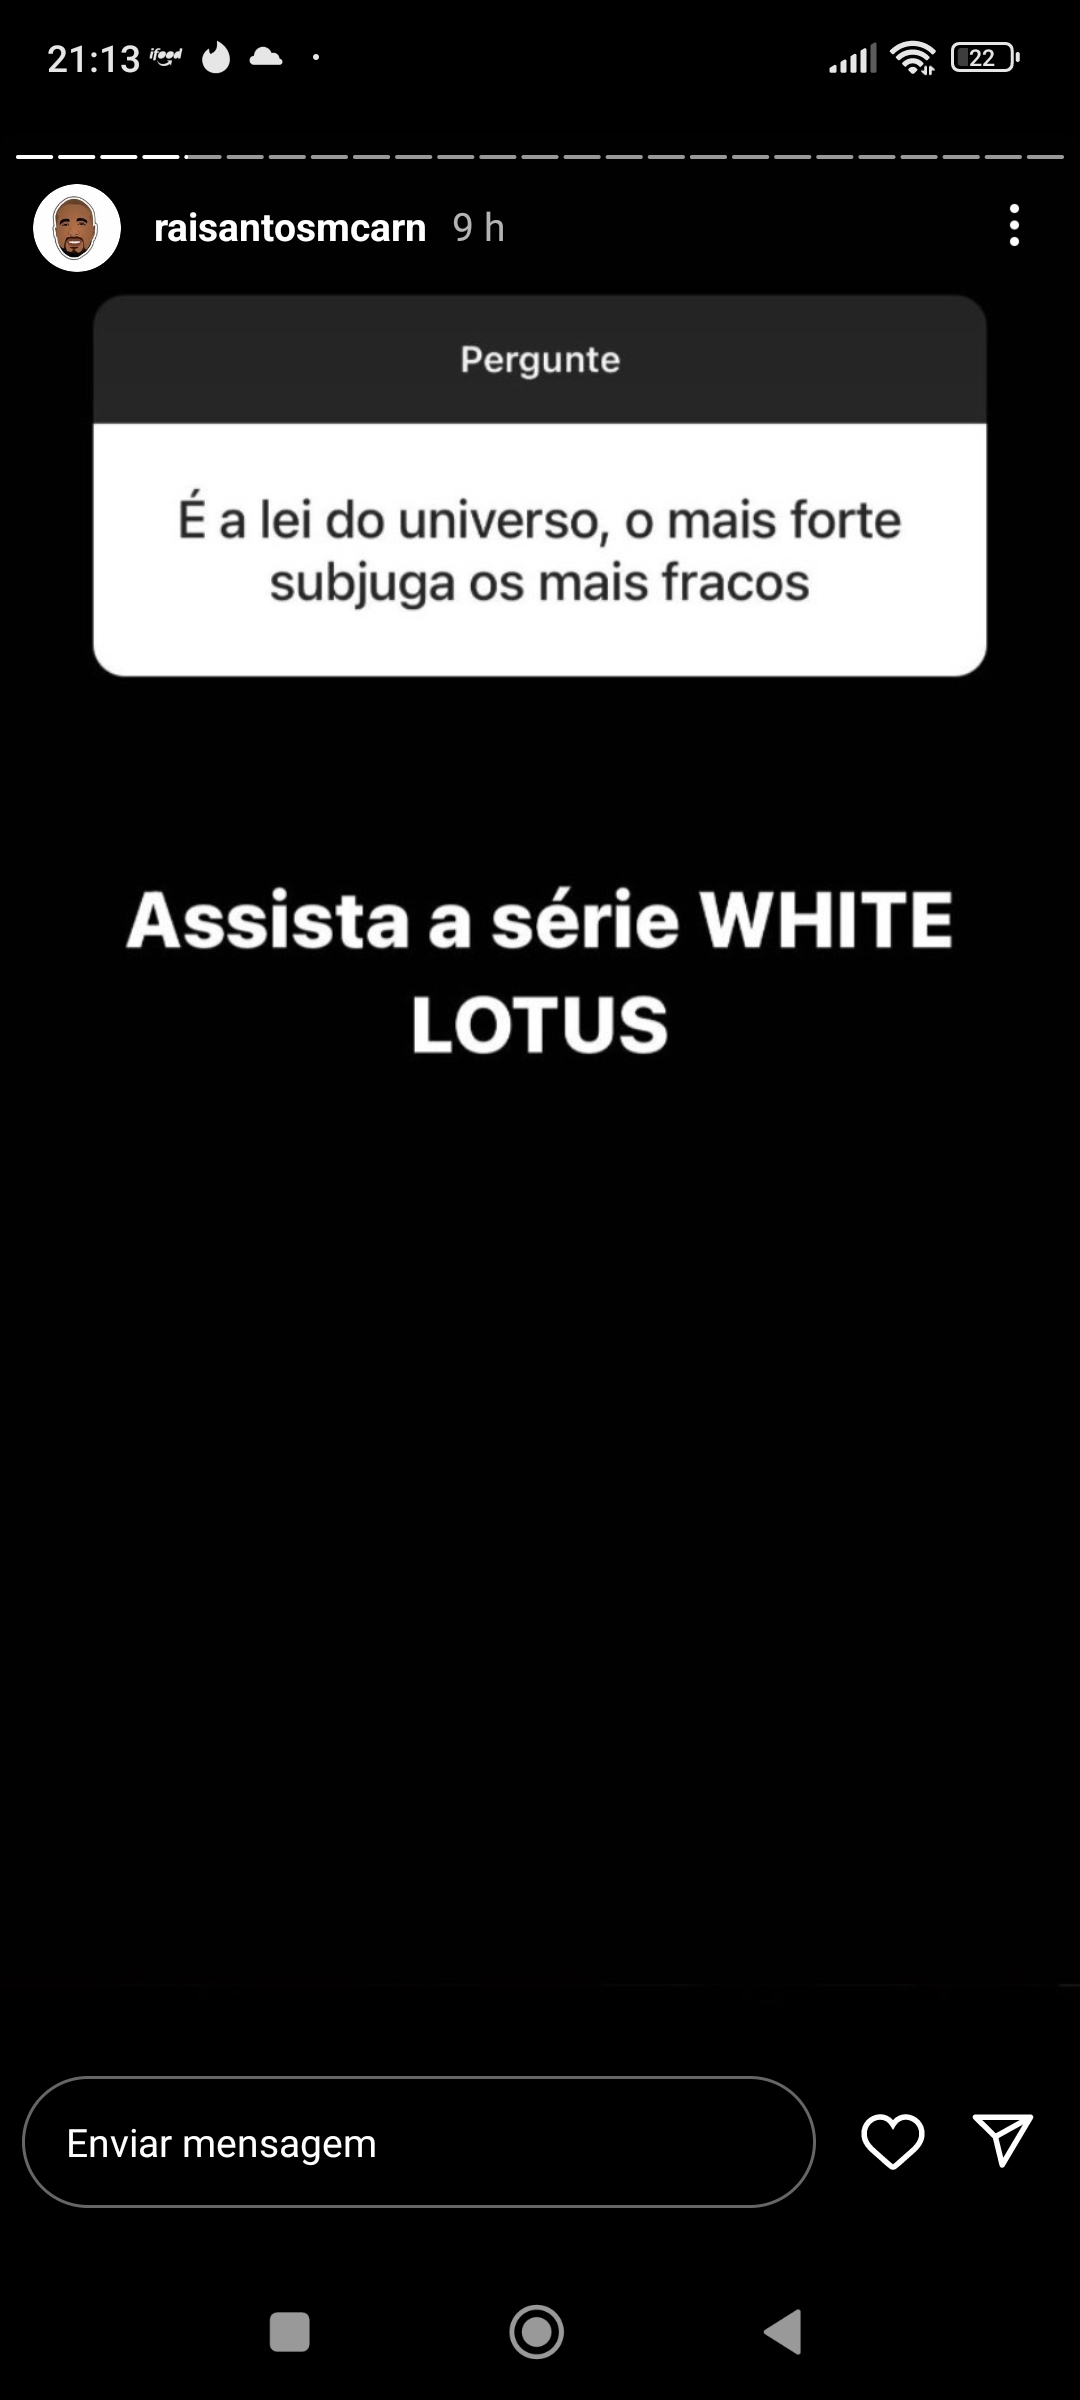 21:13 ifood 22
raisantosmcarn 9 h
Pergunte
É a lei do universo, o mais forte
subjuga os mais fracos
Assista a série WHITE
LOTUS
Enviar mensagem